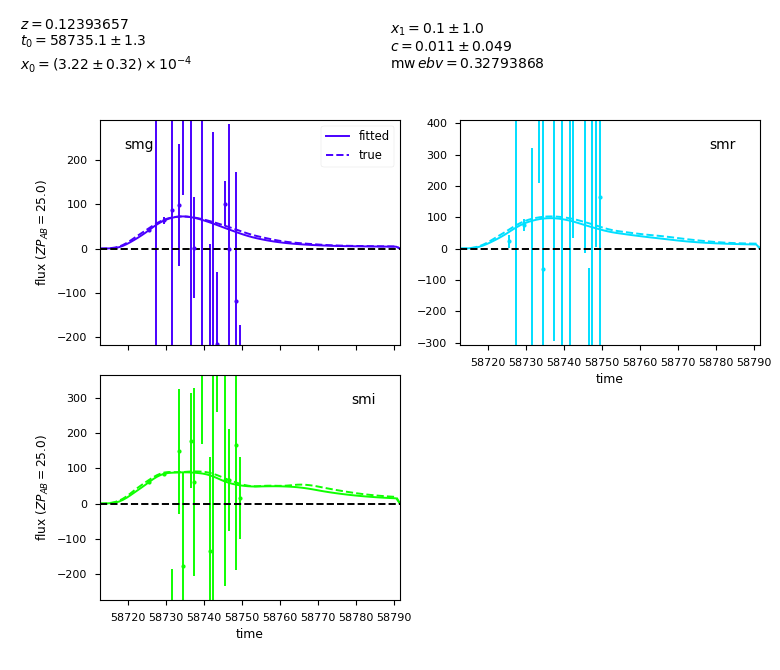 z = 0.12393657
t₀ = 58735.1 ± 1.3
x₀ = (3.22 ± 0.32) × 10⁻⁴
x₁ = 0.1 ± 1.0
c = 0.011 ± 0.049
mw ebv = 0.32793868
smg
fitted
true
200
100
0
−100
−200
flux (ZP_AB = 25.0)
smr
400
300
200
100
0
−100
−200
−300
58720 58730 58740 58750 58760 58770 58780 58790
time
smi
300
200
100
0
−100
−200
flux (ZP_AB = 25.0)
58720 58730 58740 58750 58760 58770 58780 58790
time